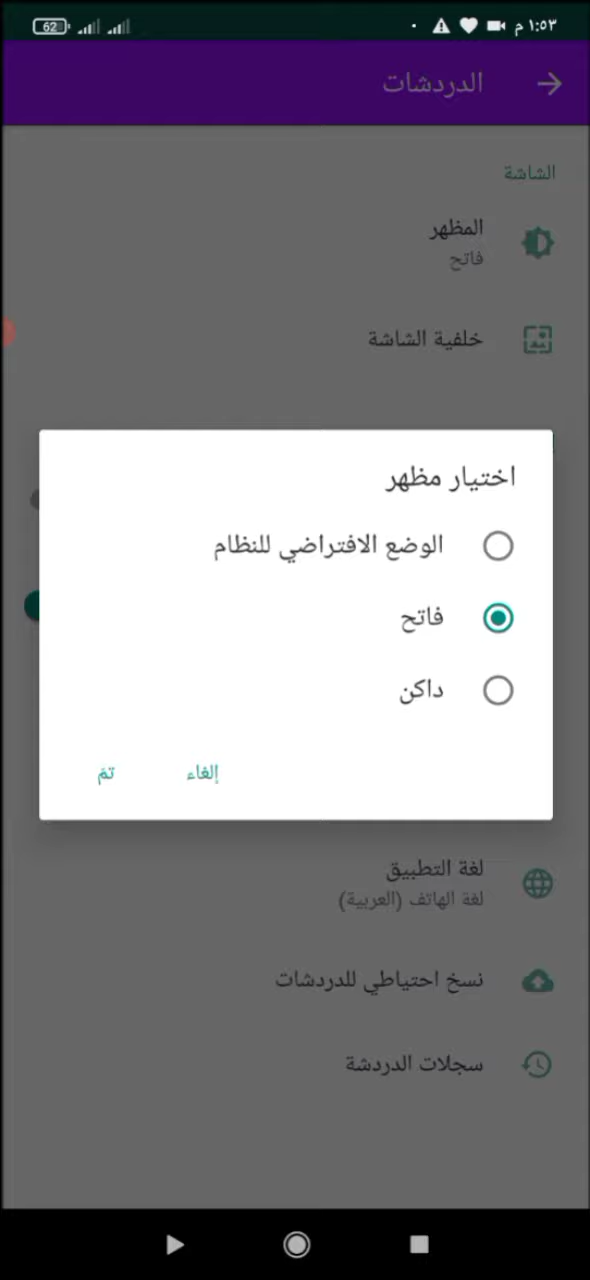 ١:٥٣ م
62
الدردشات
الشاشة
المظهر
فاتح
خلفية الشاشة
اختيار مظهر
الوضع الافتراضي للنظام
فاتح
داكن
إلغاء
تمّ
لغة التطبيق
لغة الهاتف (العربية)
نسخ احتياطي للدردشات
سجلات الدردشة